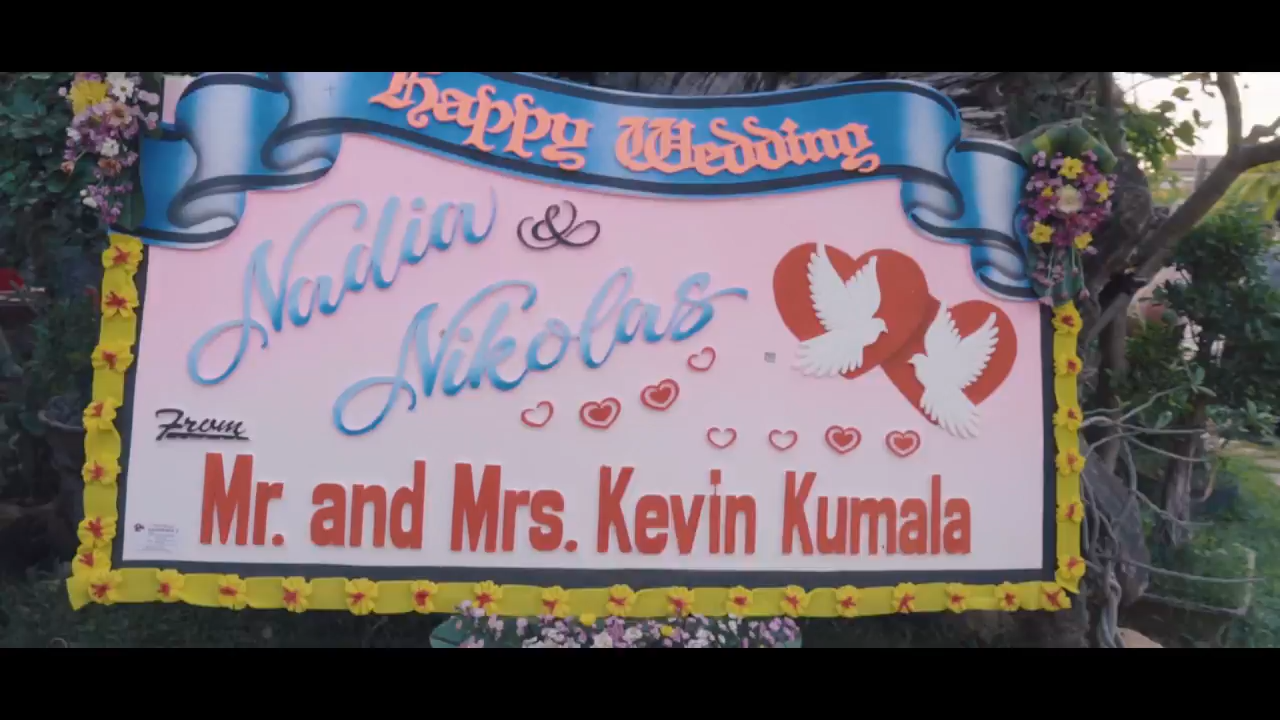 Happy Wedding
Nadia &
Nikolas
From
Mr. and Mrs. Kevin Kumala